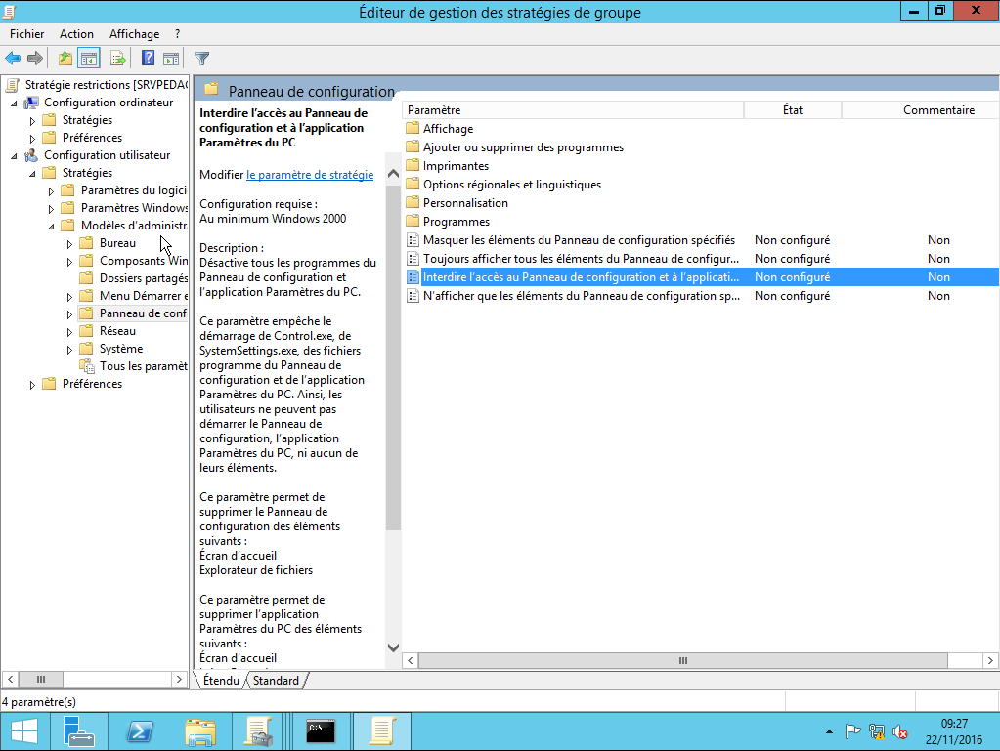 Éditeur de gestion des stratégies de groupe
Fichier Action Affichage ?
Stratégie restrictions [SRVPEDA
Configuration ordinateur
Stratégies
Préférences
Configuration utilisateur
Stratégies
Paramètres du logici
Paramètres Windows
Modèles d'administr
Bureau
Composants Win
Dossiers partagés
Menu Démarrer e
Panneau de conf
Réseau
Système
Tous les paramèt
Préférences
Panneau de configuration
Interdire l'accès au Panneau de
configuration et à l'application
Paramètres du PC
Modifier le paramètre de stratégie
Configuration requise :
Au minimum Windows 2000
Description :
Désactive tous les programmes du
Panneau de configuration et
l'application Paramètres du PC.
Ce paramètre empêche le
démarrage de Control.exe, de
SystemSettings.exe, des fichiers
programme du Panneau de
configuration et de l'application
Paramètres du PC. Ainsi, les
utilisateurs ne peuvent pas
démarrer le Panneau de
configuration, l'application
Paramètres du PC, ni aucun de
leurs éléments.
Ce paramètre permet de
supprimer le Panneau de
configuration des éléments
suivants :
Écran d'accueil
Explorateur de fichiers
Ce paramètre permet de
supprimer l'application
Paramètres du PC des éléments
suivants :
Écran d'accueil
Paramètre État Commentaire
Affichage
Ajouter ou supprimer des programmes
Imprimantes
Options régionales et linguistiques
Personnalisation
Programmes
Masquer les éléments du Panneau de configuration spécifiés Non configuré Non
Toujours afficher tous les éléments du Panneau de configur... Non configuré Non
Interdire l'accès au Panneau de configuration et à l'applicati... Non configuré Non
N'afficher que les éléments du Panneau de configuration sp... Non configuré Non
Étendu Standard
4 paramètre(s)
C:\
09:27
22/11/2016